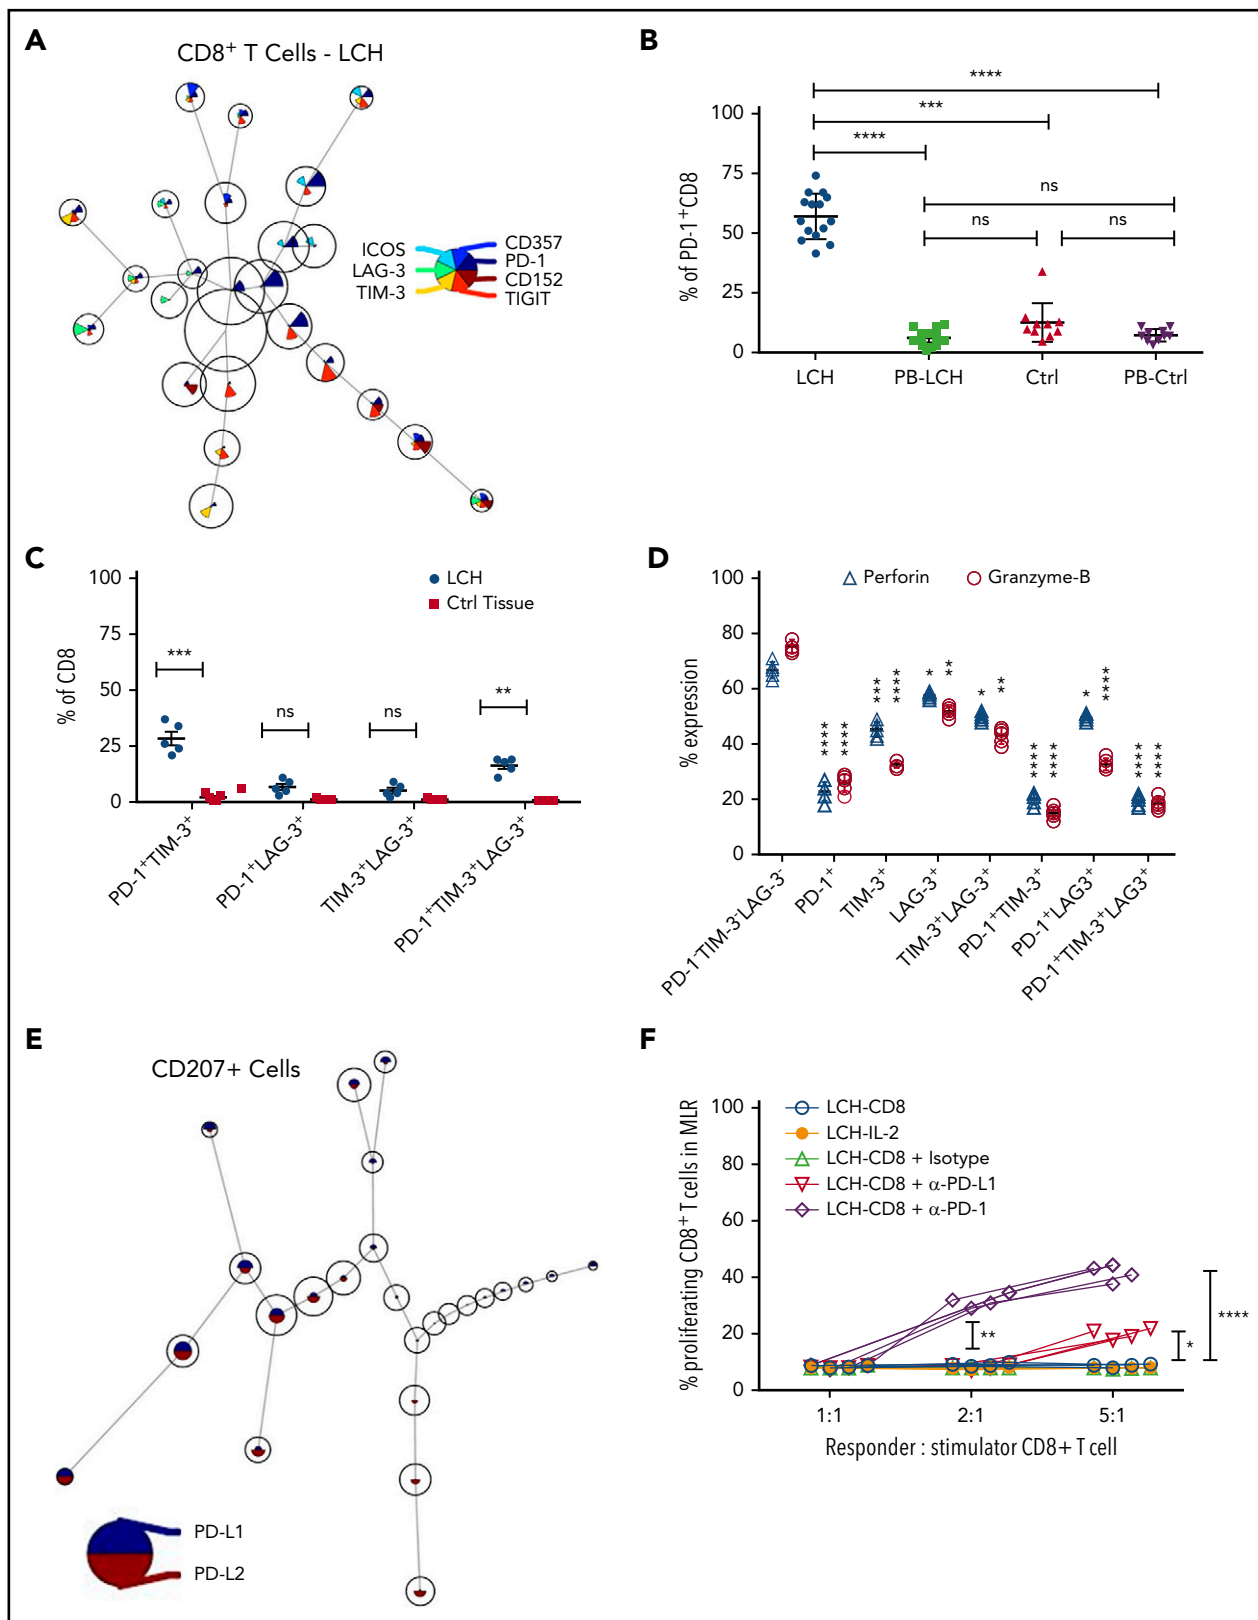 A
CD8⁺ T Cells - LCH
ICOS
LAG-3
TIM-3
CD357
PD-1
CD152
TIGIT
B
% of PD-1⁺CD8
100
75
50
25
0
****
***
****
ns
ns
ns
LCH
PB-LCH
Ctrl
PB-Ctrl
C
% of CD8
100
75
50
25
0
LCH
Ctrl Tissue
***
ns
ns
**
PD-1⁺TIM-3⁺
PD-1⁺LAG-3⁺
TIM-3⁺LAG-3⁺
PD-1⁺TIM-3⁺LAG-3⁺
D
% expression
80
60
40
20
0
Perforin
Granzyme-B
****
****
***
****
*
**
*
**
****
****
*
****
****
****
PD-1⁻TIM-3⁻LAG-3⁻
PD-1⁺
TIM-3⁺
LAG-3⁺
TIM-3⁺LAG-3⁺
PD-1⁺TIM-3⁺
PD-1⁺LAG3⁺
PD-1⁺TIM-3⁺LAG3⁺
E
CD207+ Cells
PD-L1
PD-L2
F
% proliferating CD8⁺ T cells in MLR
100
80
60
40
20
0
LCH-CD8
LCH-IL-2
LCH-CD8 + Isotype
LCH-CD8 + α-PD-L1
LCH-CD8 + α-PD-1
**
*
****
1:1
2:1
5:1
Responder : stimulator CD8+ T cell